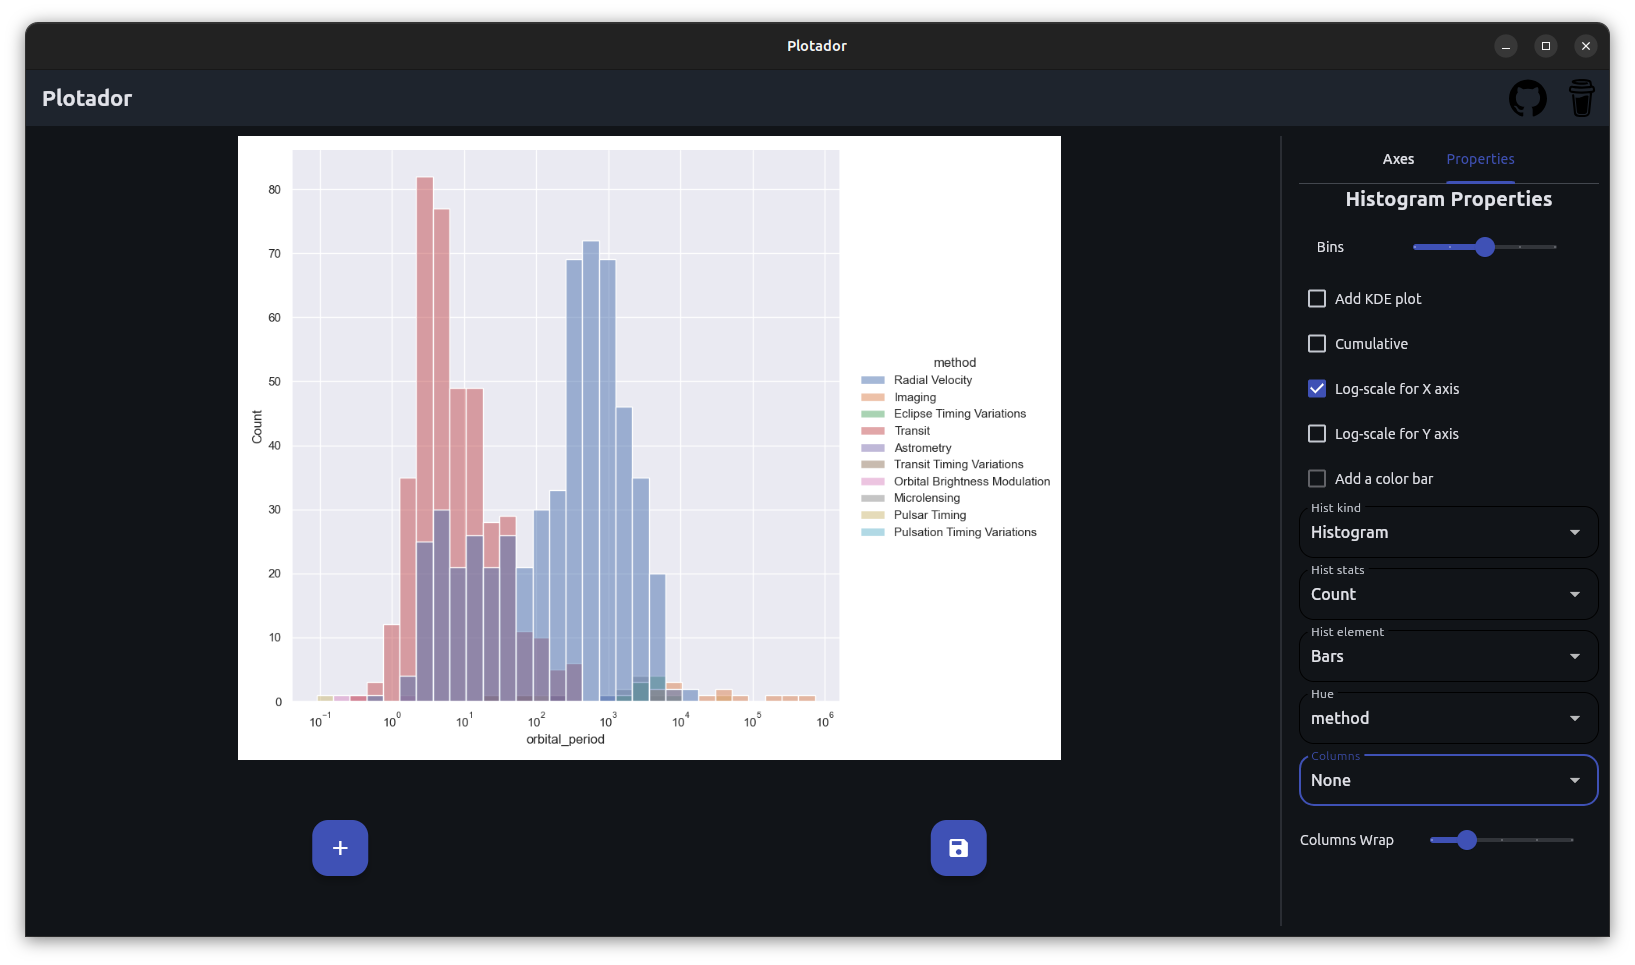 Plotador
Plotador
80
70
60
50
40
30
20
10
0
Count
10⁻¹
10⁰
10¹
10²
10³
10⁴
10⁵
10⁶
orbital_period
method
Radial Velocity
Imaging
Eclipse Timing Variations
Transit
Astrometry
Transit Timing Variations
Orbital Brightness Modulation
Microlensing
Pulsar Timing
Pulsation Timing Variations
Axes
Properties
Histogram Properties
Bins
Add KDE plot
Cumulative
Log-scale for X axis
Log-scale for Y axis
Add a color bar
Hist kind
Histogram
Hist stats
Count
Hist element
Bars
Hue
method
Columns
None
Columns Wrap